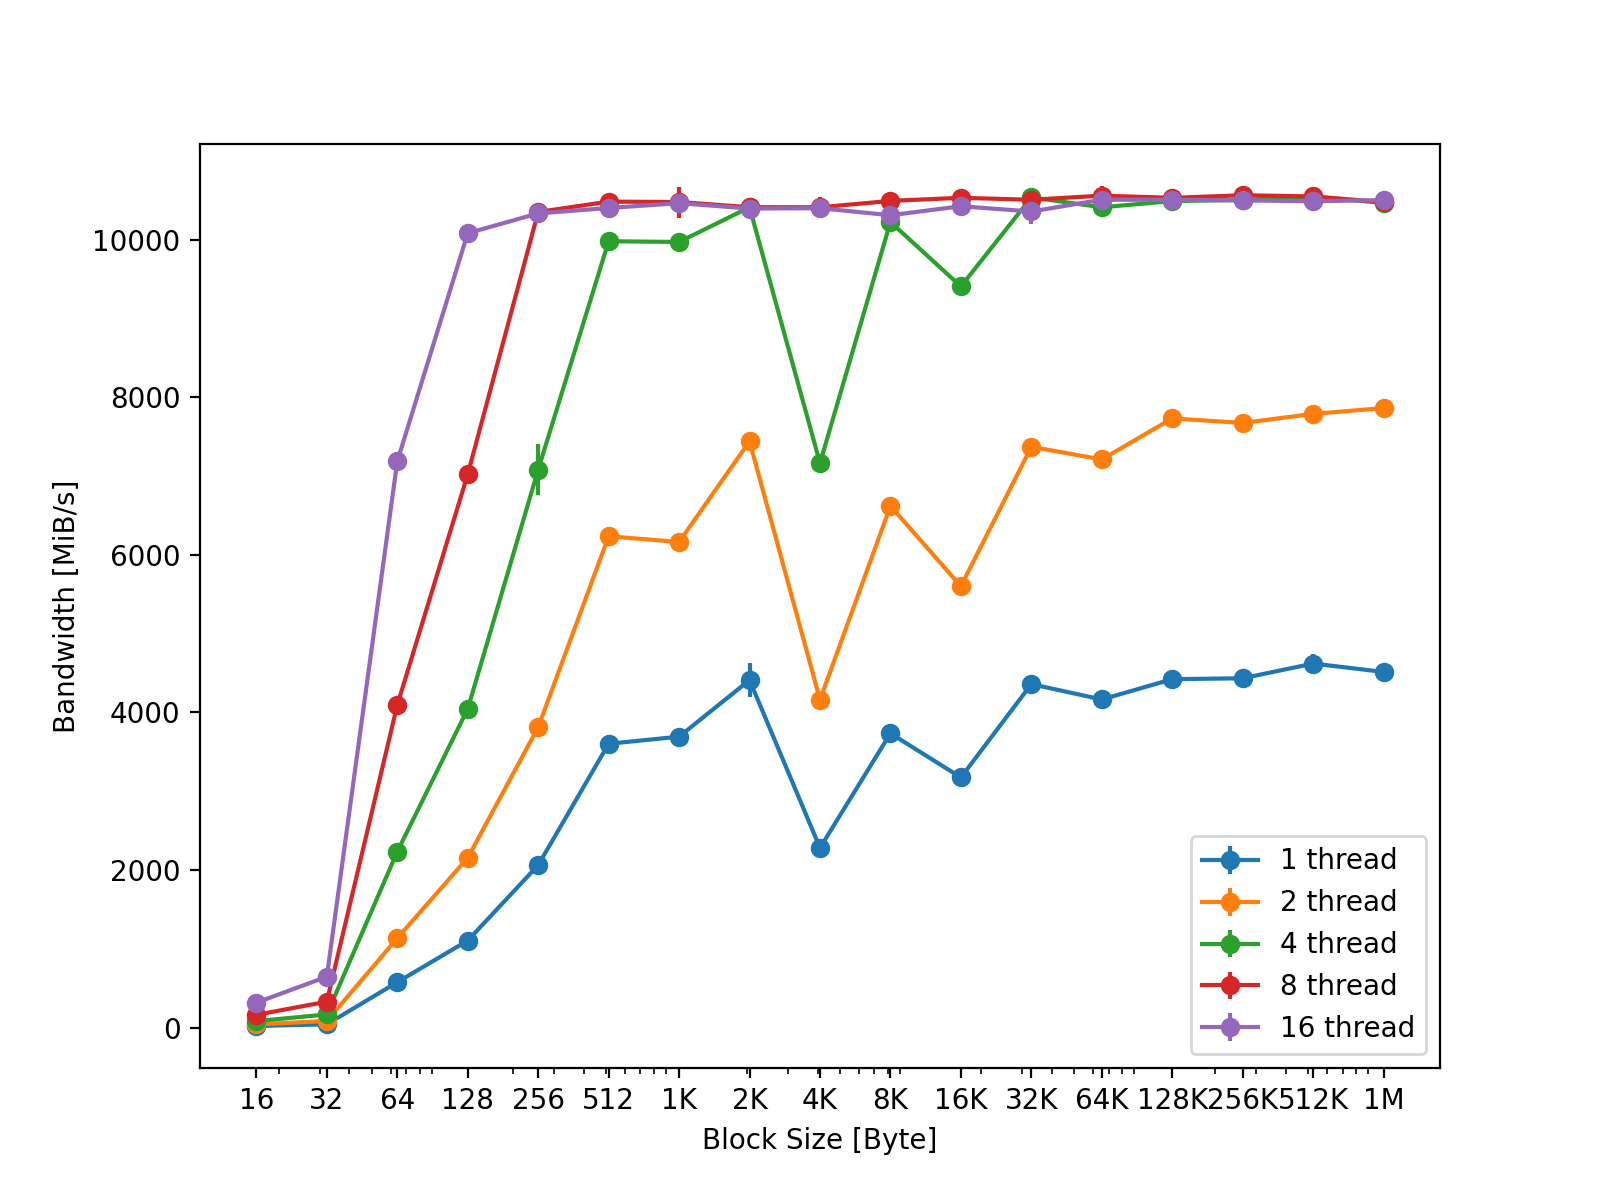 10000
8000
6000
4000
2000
0
Bandwidth [MiB/s]
1 thread
2 thread
4 thread
8 thread
16 thread
16 32 64 128 256 512 1K 2K 4K 8K 16K 32K 64K 128K 256K 512K 1M
Block Size [Byte]